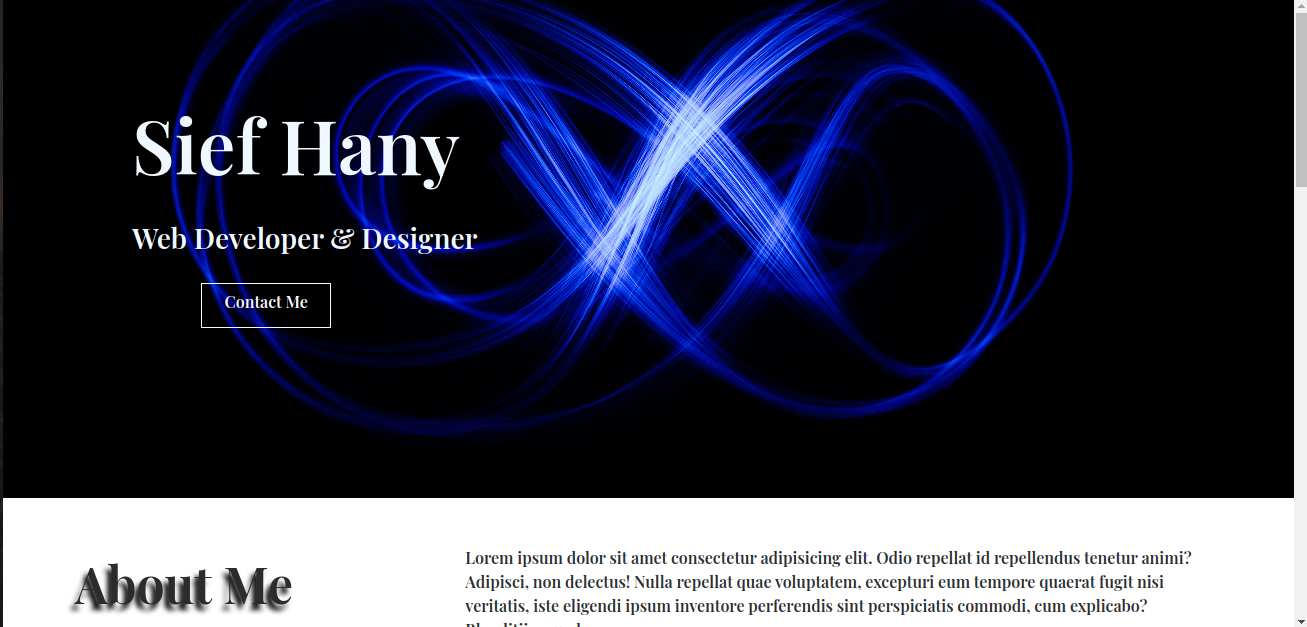 Sief Hany
Web Developer & Designer
Contact Me
About Me
Lorem ipsum dolor sit amet consectetur adipisicing elit. Odio repellat id repellendus tenetur animi?
Adipisci, non delectus! Nulla repellat quae voluptatem, excepturi eum tempore quaerat fugit nisi
veritatis, iste eligendi ipsum inventore perferendis sint perspiciatis commodi, cum explicabo?